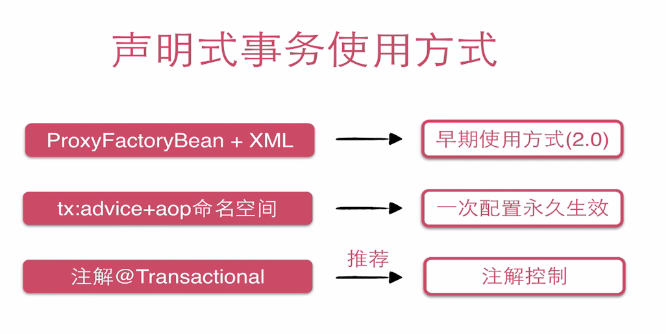 声明式事务使用方式
ProxyFactoryBean + XML
早期使用方式(2.0)
tx:advice+aop命名空间
一次配置永久生效
注解@Transactional
推荐
注解控制